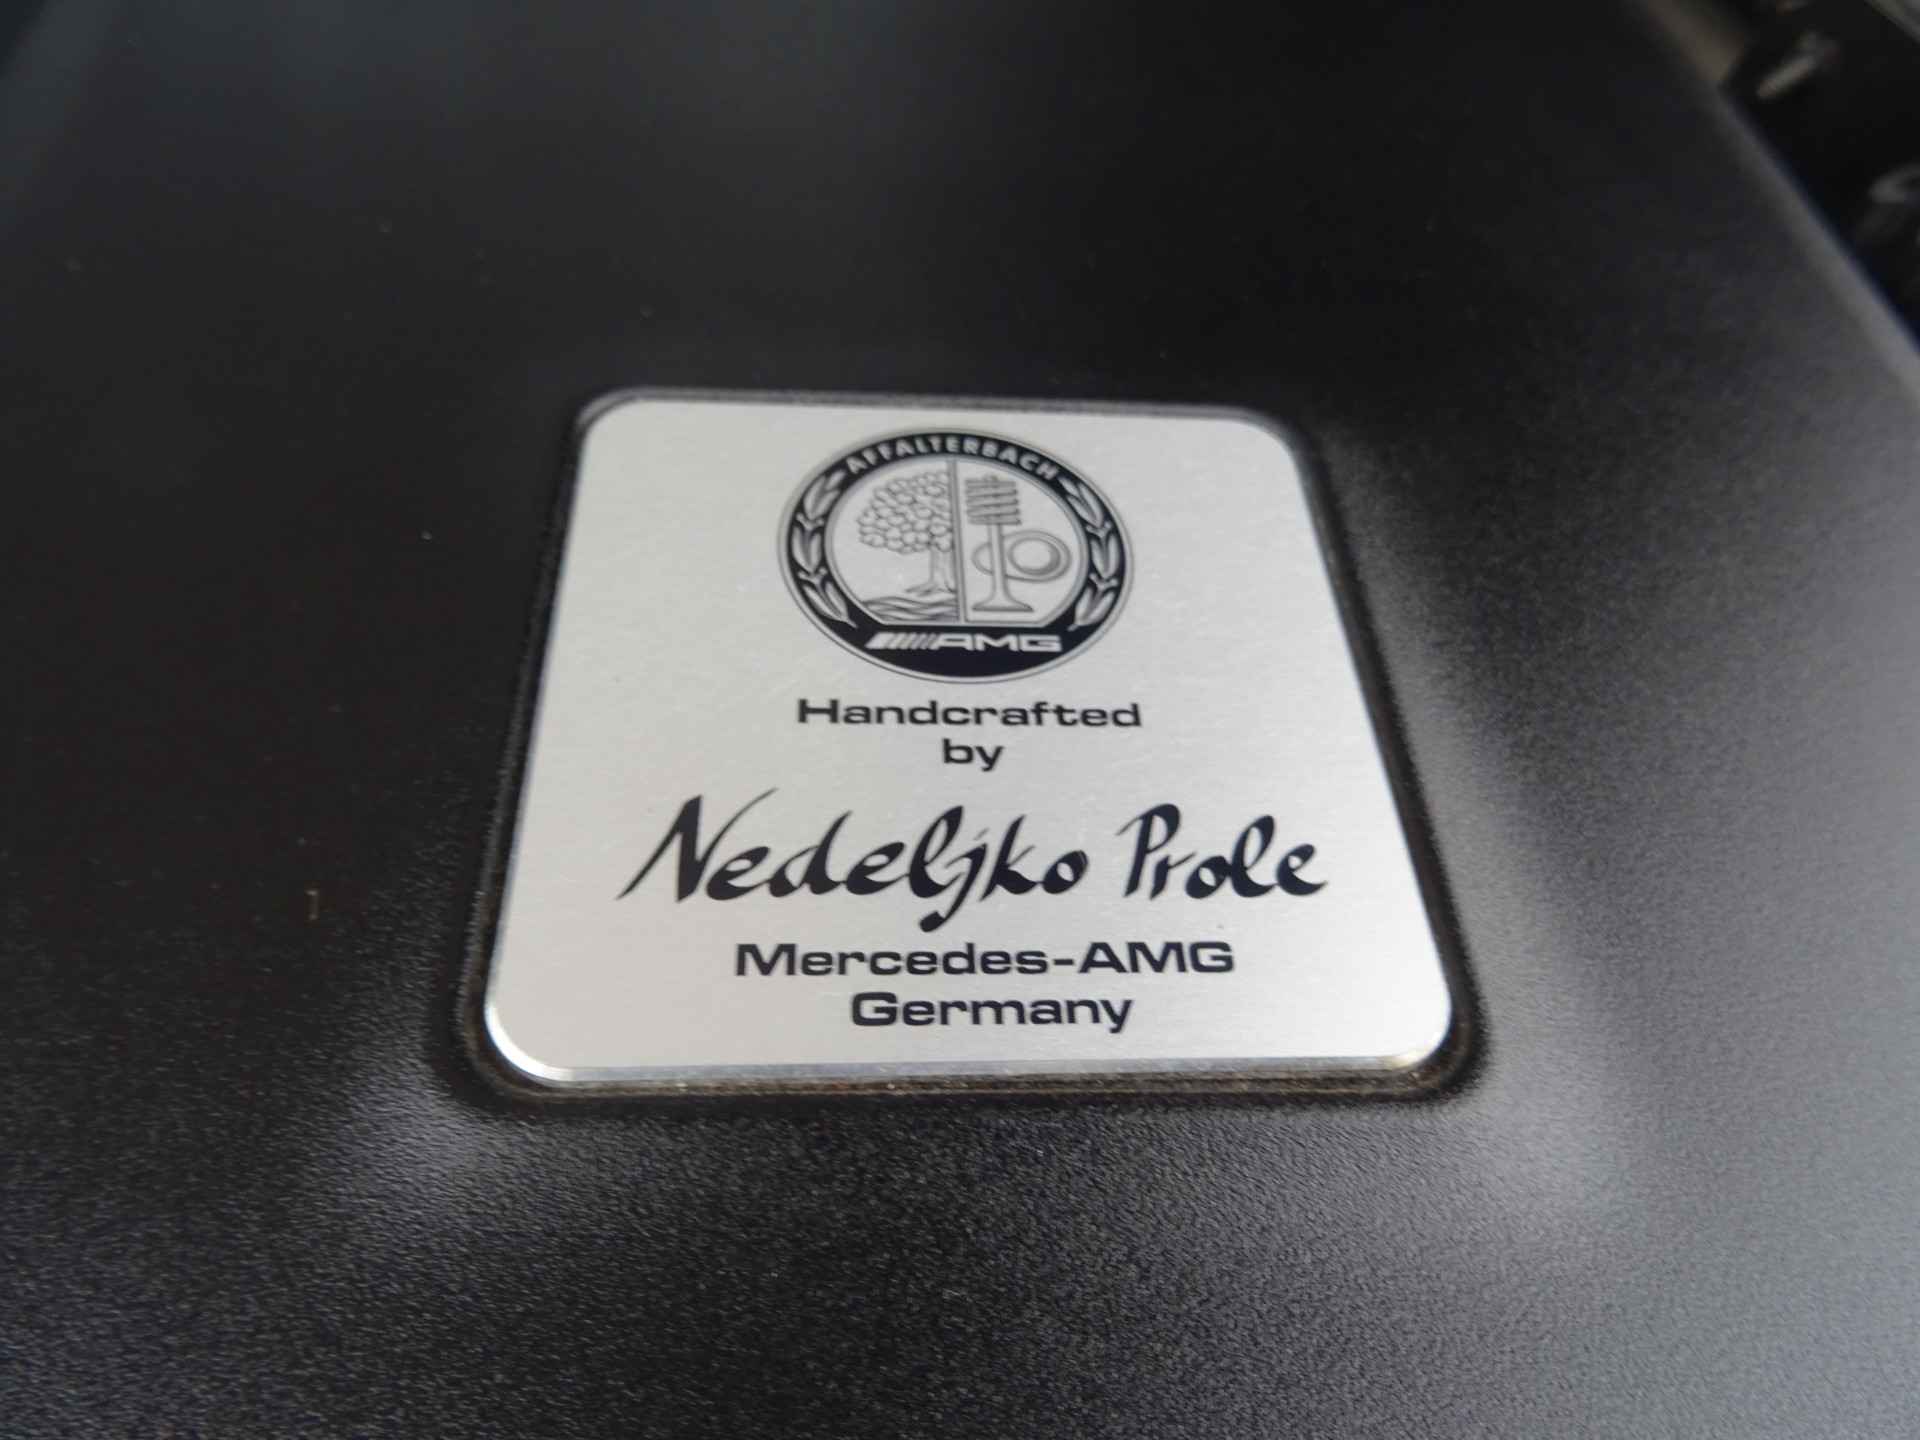 AFFALTERBACH
AMG
Handcrafted
by
Nedeljko Prole
Mercedes-AMG
Germany